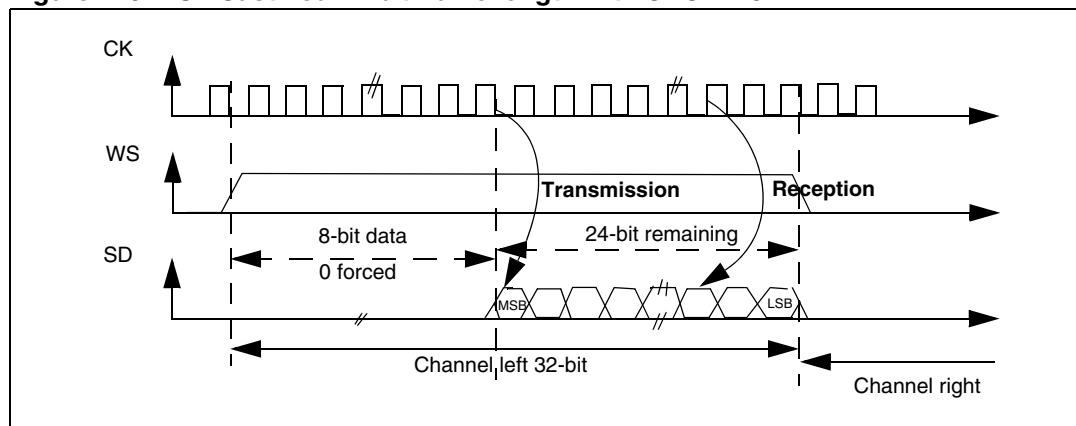 CK
WS
Transmission
Reception
8-bit data
24-bit remaining
SD
0 forced
MSB
LSB
Channel left 32-bit
Channel right